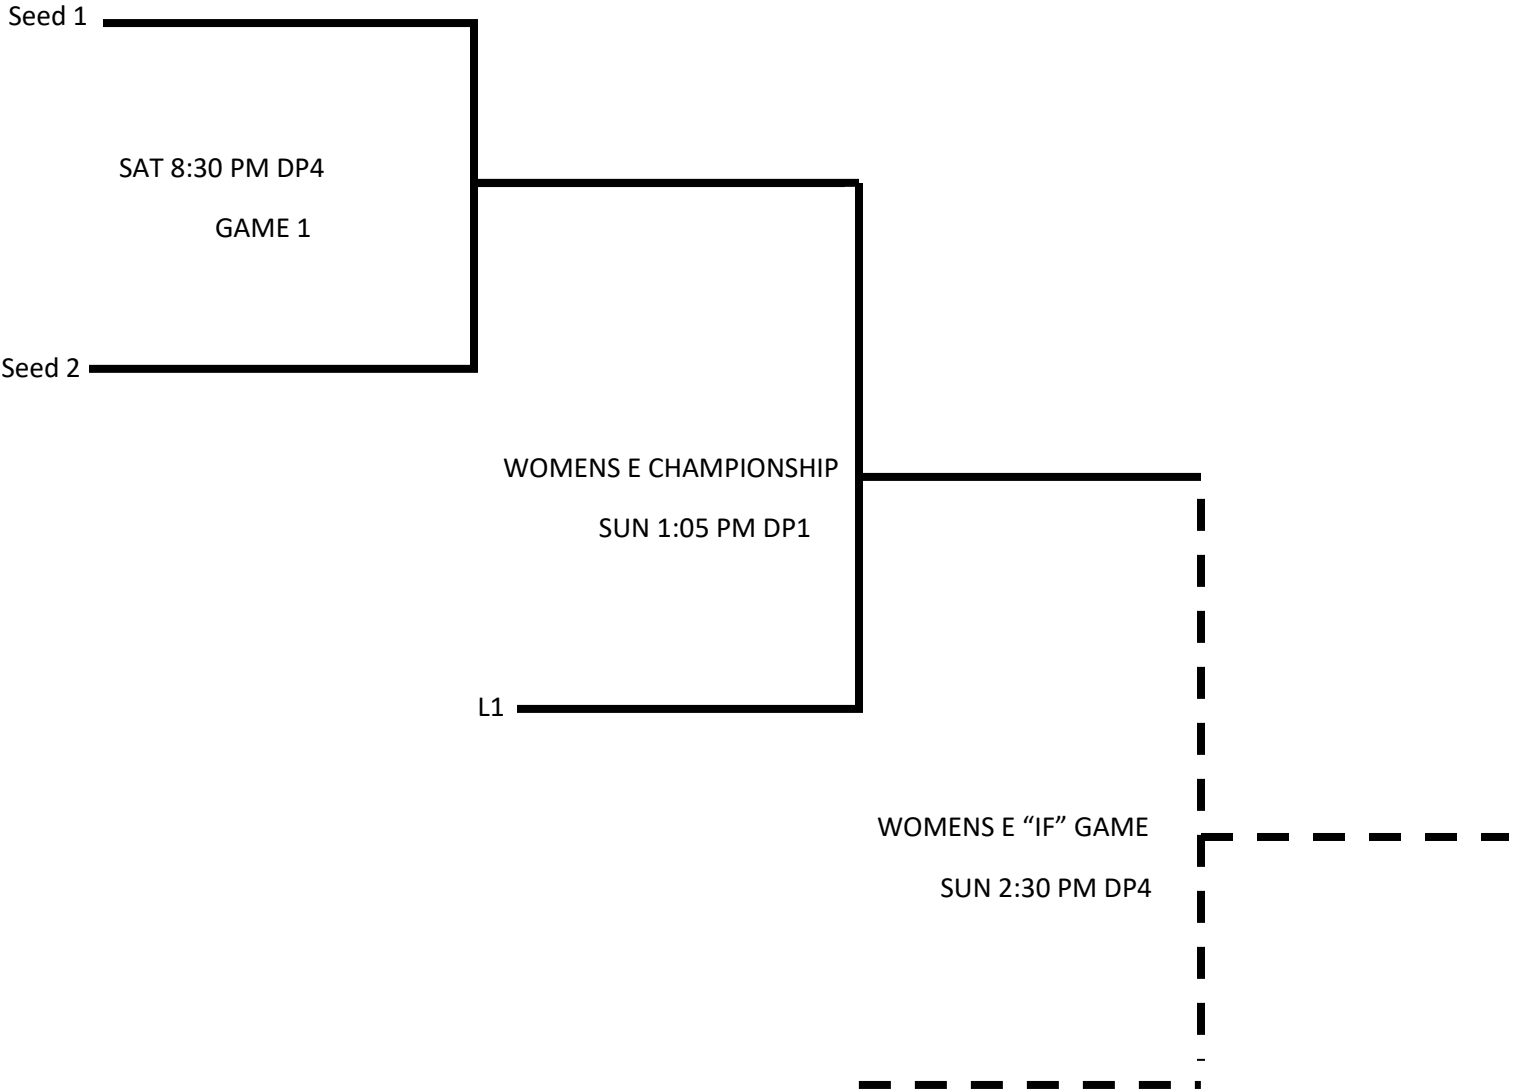 Seed 1
SAT 8:30 PM DP4
GAME 1
Seed 2
WOMENS E CHAMPIONSHIP
SUN 1:05 PM DP1
L1
WOMENS E “IF” GAME
SUN 2:30 PM DP4